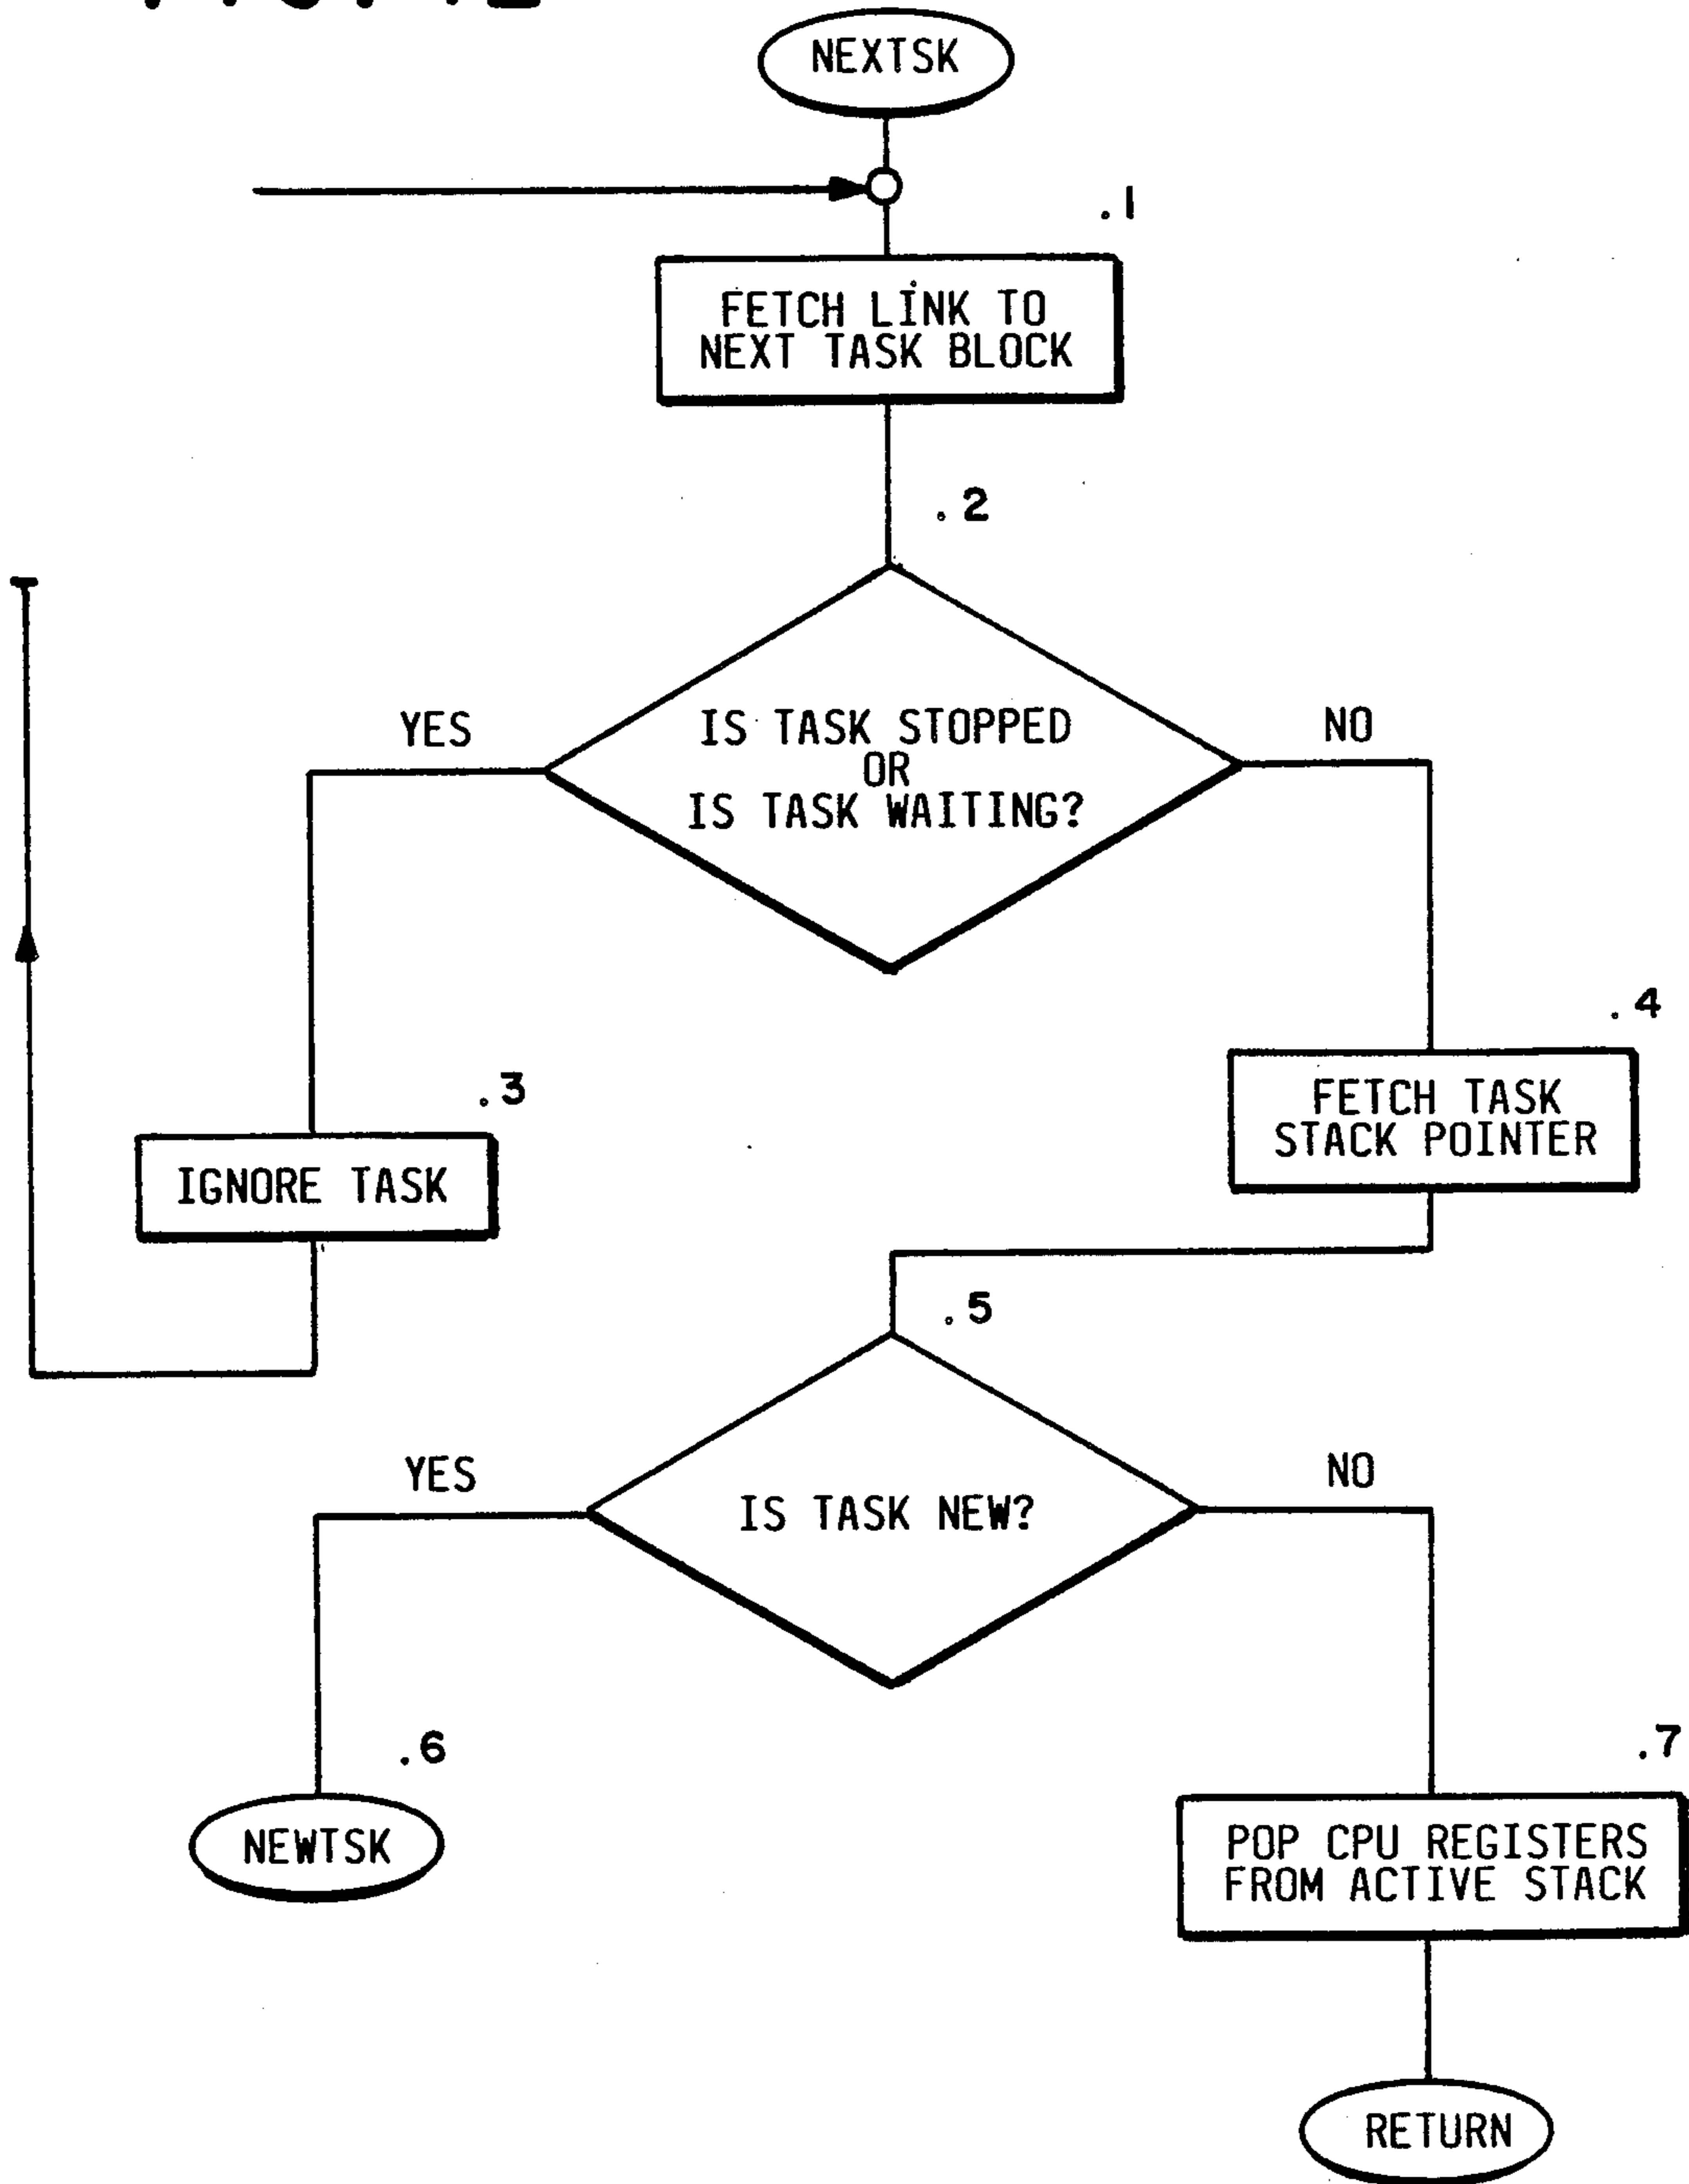 NEXTSK
.1
FETCH LINK TO
NEXT TASK BLOCK
.2
YES
IS TASK STOPPED
OR
IS TASK WAITING?
NO
.4
.3
FETCH TASK
STACK POINTER
IGNORE TASK
.5
YES
IS TASK NEW?
NO
.6
.7
NEWTSK
POP CPU REGISTERS
FROM ACTIVE STACK
RETURN